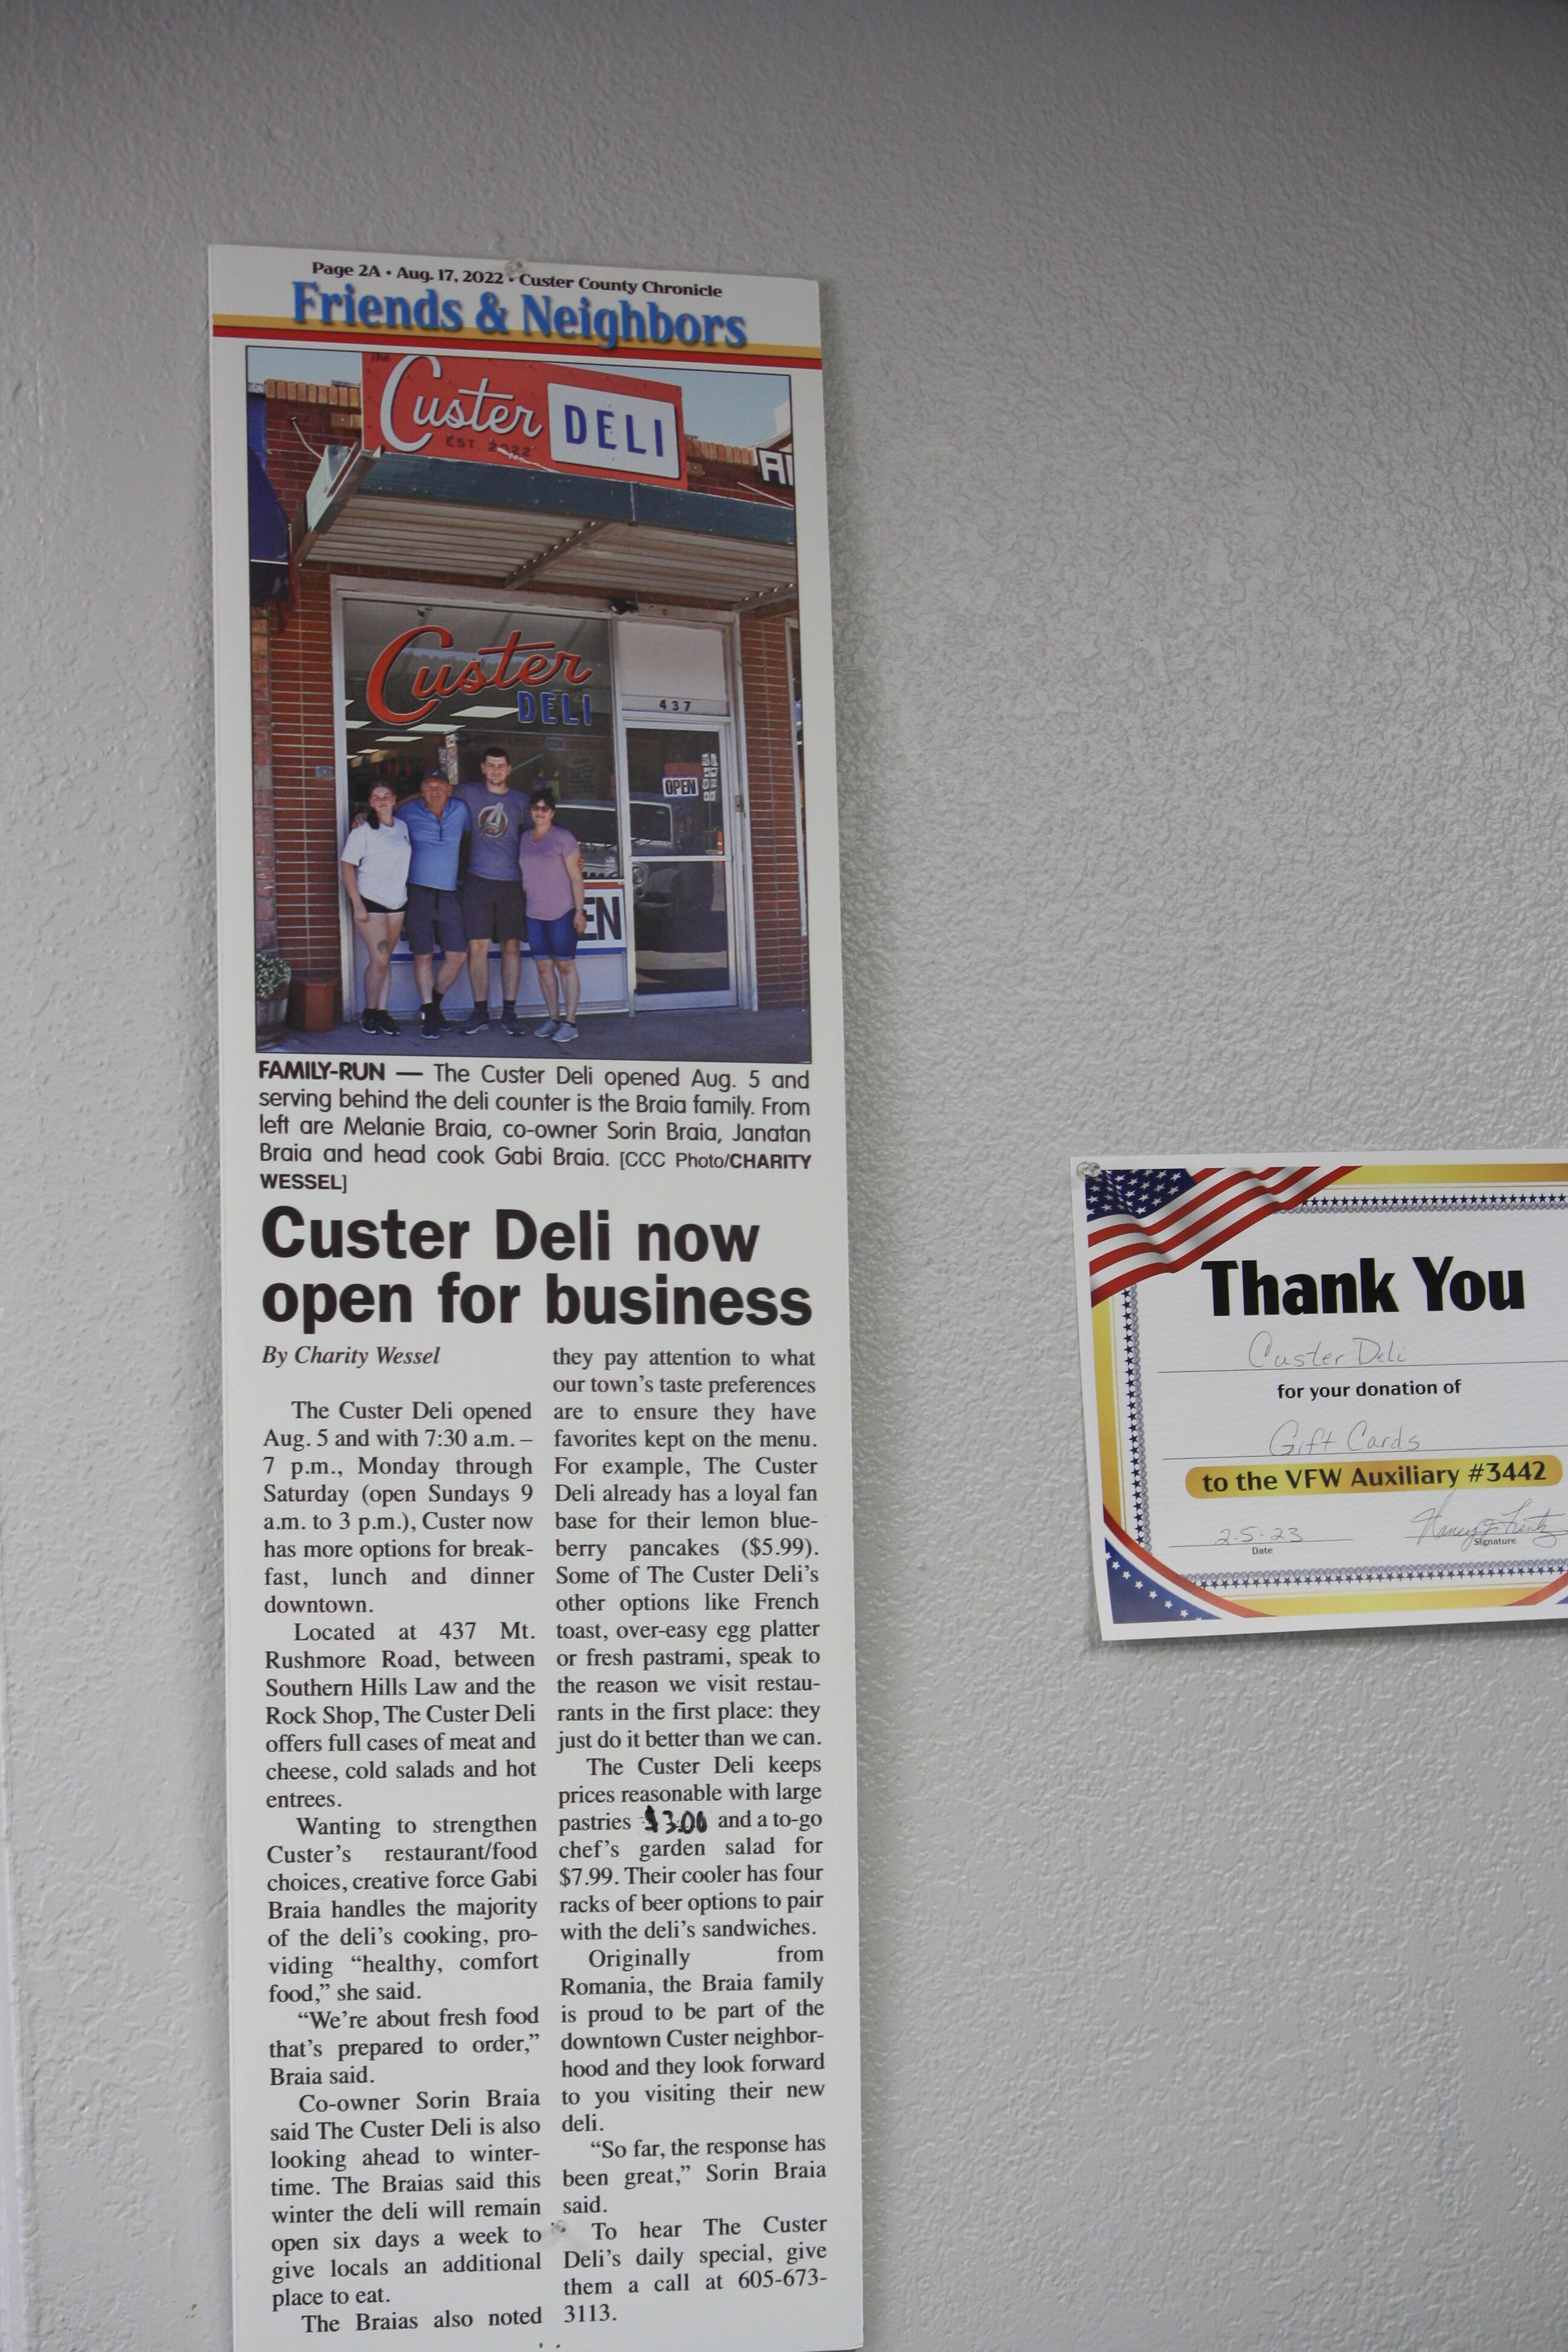 Page 2A • Aug. 17, 2022 • Custer County Chronicle
Friends & Neighbors
The
Custer DELI
EST. 2022
Custer
DELI
437
OPEN
EN
FAMILY-RUN — The Custer Deli opened Aug. 5 and
serving behind the deli counter is the Braia family. From
left are Melanie Braia, co-owner Sorin Braia, Janatan
Braia and head cook Gabi Braia. [CCC Photo/CHARITY
WESSEL]
Custer Deli now
open for business
By Charity Wessel
The Custer Deli opened
Aug. 5 and with 7:30 a.m. –
7 p.m., Monday through
Saturday (open Sundays 9
a.m. to 3 p.m.), Custer now
has more options for break-
fast, lunch and dinner
downtown.
Located at 437 Mt.
Rushmore Road, between
Southern Hills Law and the
Rock Shop, The Custer Deli
offers full cases of meat and
cheese, cold salads and hot
entrees.
Wanting to strengthen
Custer's restaurant/food
choices, creative force Gabi
Braia handles the majority
of the deli's cooking, pro-
viding “healthy, comfort
food,” she said.
“We're about fresh food
that's prepared to order,”
Braia said.
Co-owner Sorin Braia
said The Custer Deli is also
looking ahead to winter-
time. The Braias said this
winter the deli will remain
open six days a week to
give locals an additional
place to eat.
The Braias also noted
they pay attention to what
our town's taste preferences
are to ensure they have
favorites kept on the menu.
For example, The Custer
Deli already has a loyal fan
base for their lemon blue-
berry pancakes ($5.99).
Some of The Custer Deli's
other options like French
toast, over-easy egg platter
or fresh pastrami, speak to
the reason we visit restau-
rants in the first place: they
just do it better than we can.
The Custer Deli keeps
prices reasonable with large
pastries $3.00 and a to-go
chef's garden salad for
$7.99. Their cooler has four
racks of beer options to pair
with the deli's sandwiches.
Originally from
Romania, the Braia family
is proud to be part of the
downtown Custer neighbor-
hood and they look forward
to you visiting their new
deli.
“So far, the response has
been great,” Sorin Braia
said.
To hear The Custer
Deli's daily special, give
them a call at 605-673-
3113.
Thank You
Custer Deli
for your donation of
Gift Cards
to the VFW Auxiliary #3442
2-5-23
Date
Signature